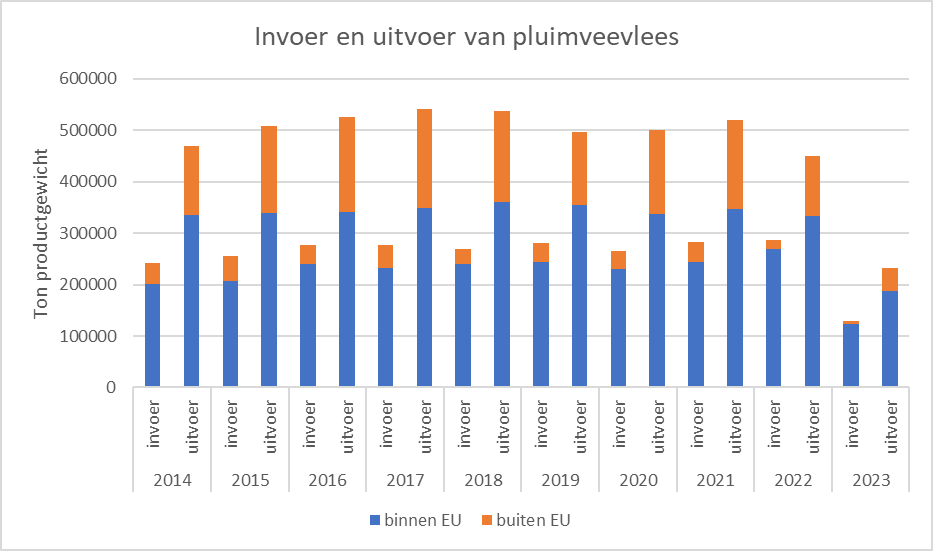 Invoer en uitvoer van pluimveevlees
Ton productgewicht
600000
500000
400000
300000
200000
100000
0
invoer uitvoer invoer uitvoer invoer uitvoer invoer uitvoer invoer uitvoer invoer uitvoer invoer uitvoer invoer uitvoer invoer uitvoer invoer uitvoer
2014 2015 2016 2017 2018 2019 2020 2021 2022 2023
binnen EU buiten EU